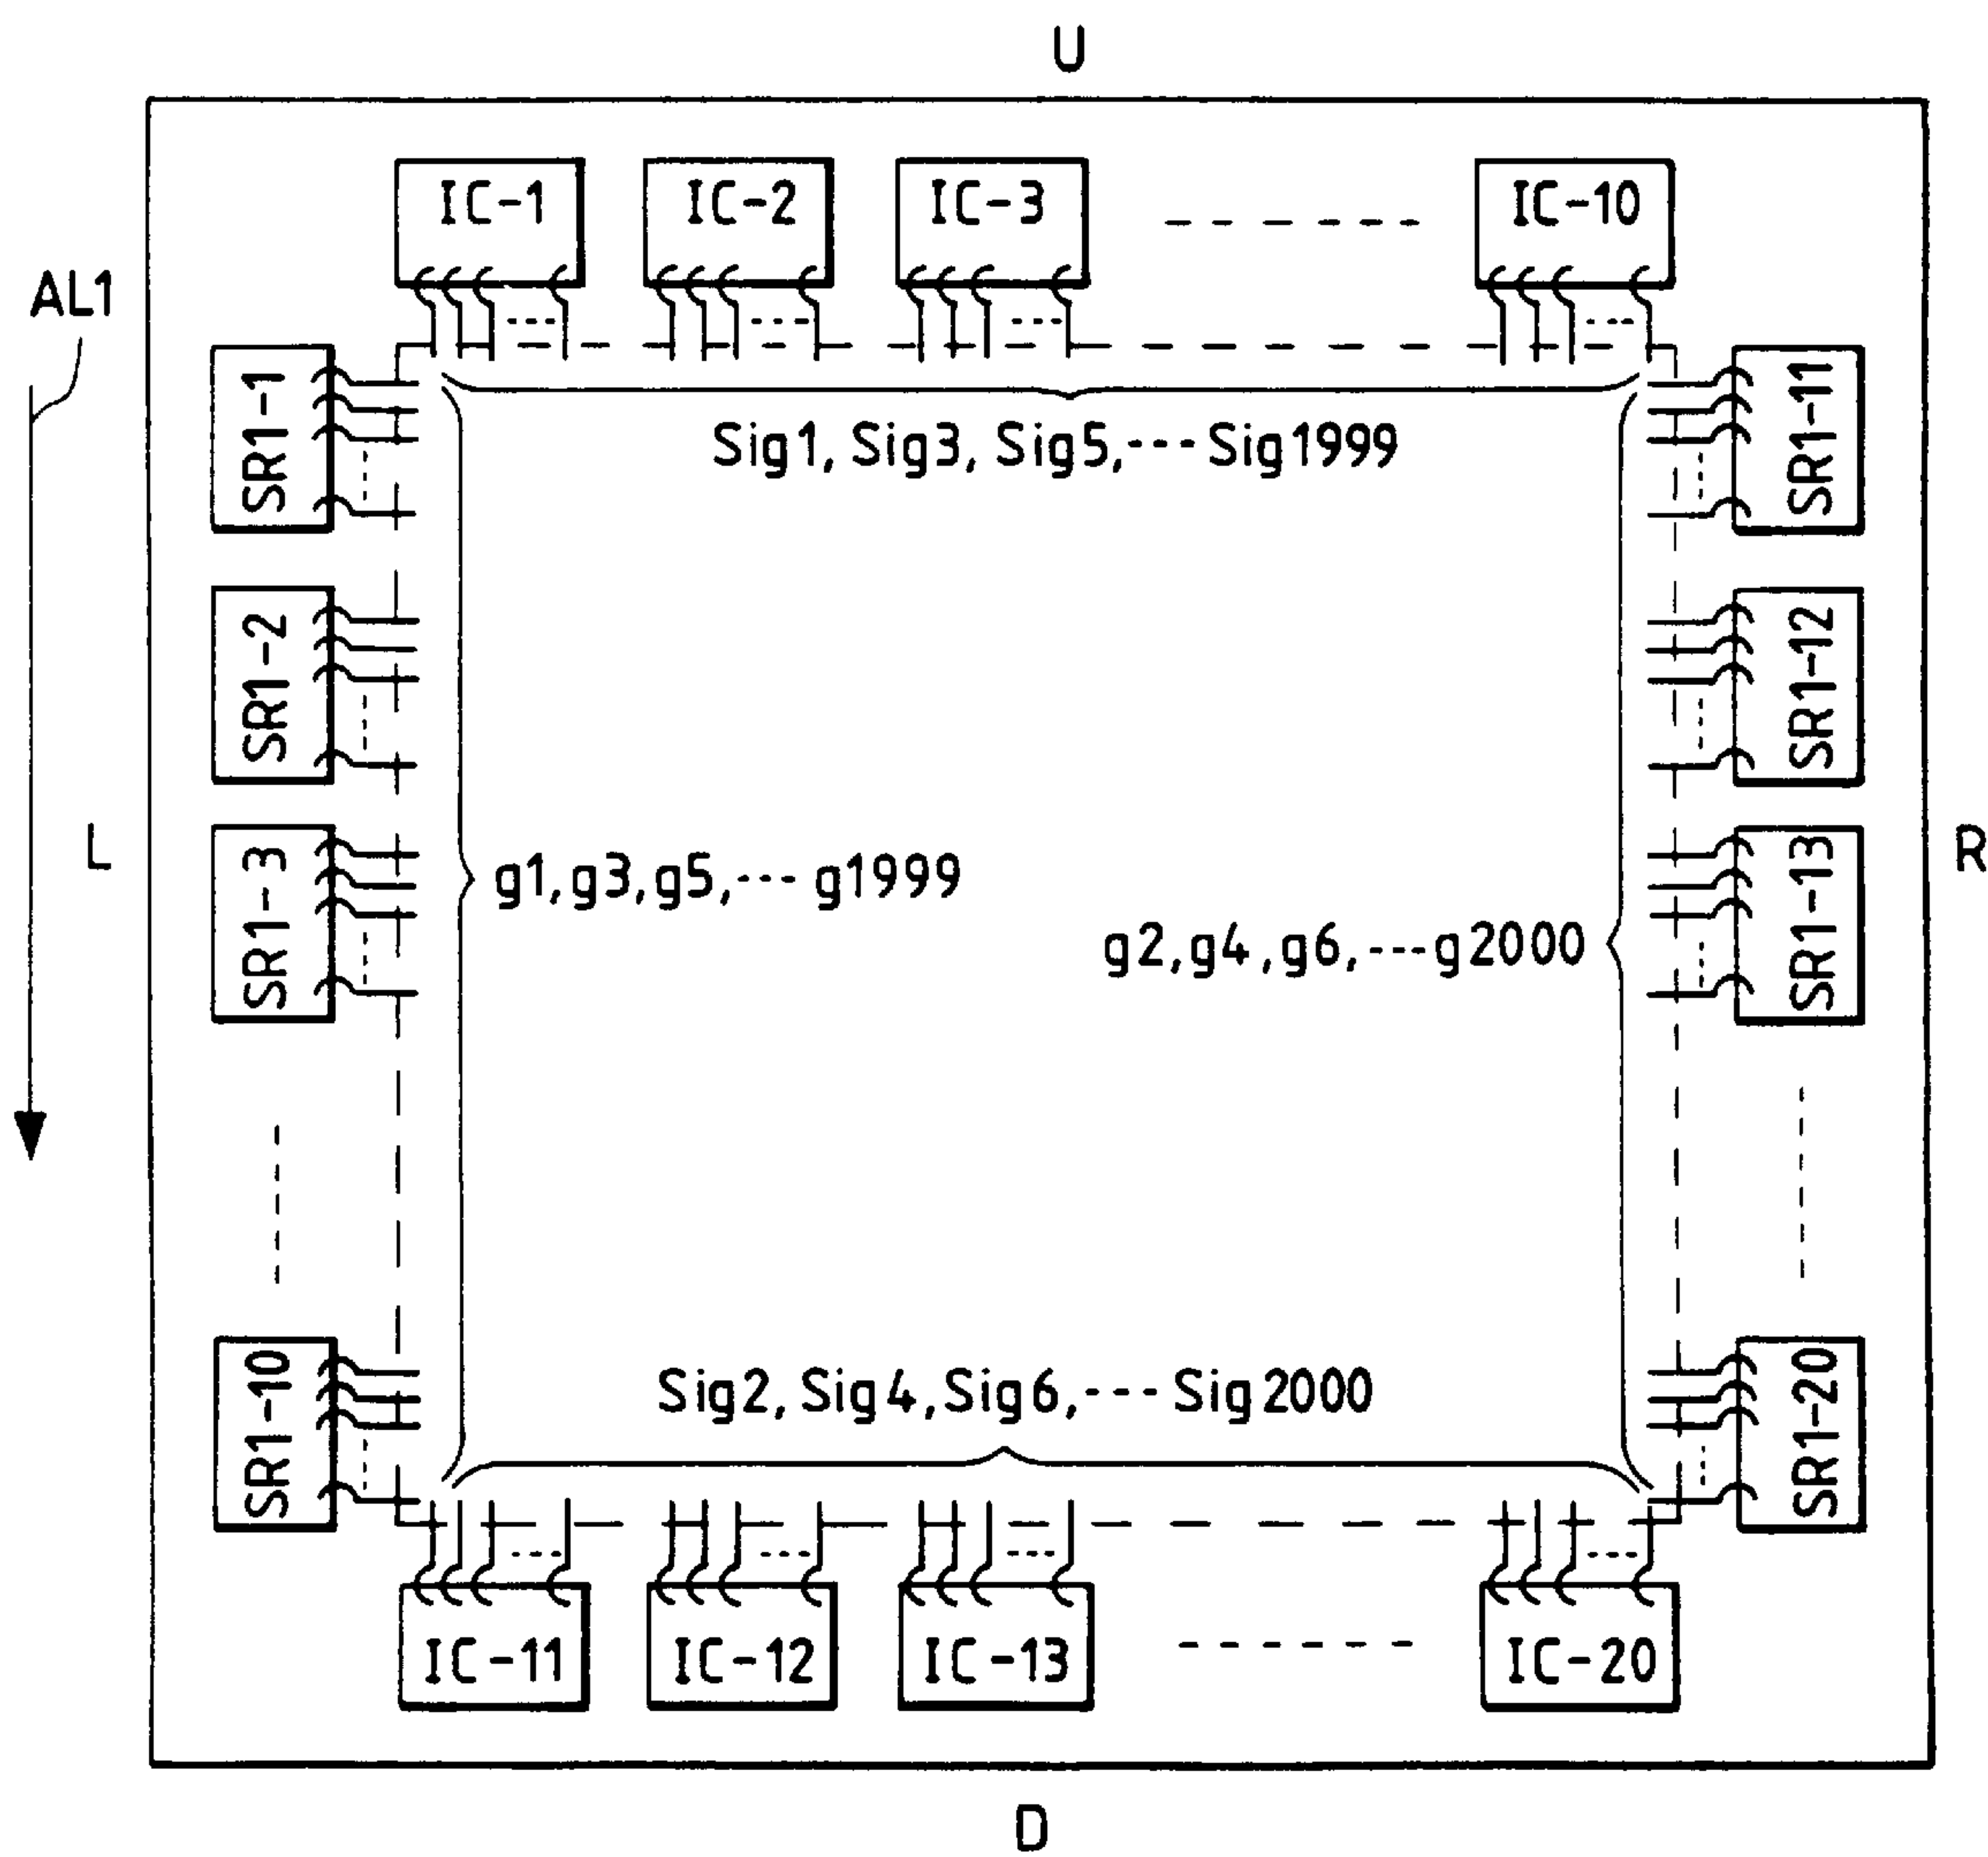 U
IC-1 IC-2 IC-3 ------ IC-10
AL1
SR1-1
SR1-11
Sig1, Sig3, Sig5, --- Sig1999
SR1-2
SR1-12
L
R
SR1-3
SR1-13
g1, g3, g5, --- g1999
g2, g4, g6, --- g2000
SR1-10
SR1-20
Sig2, Sig4, Sig6, --- Sig2000
IC-11 IC-12 IC-13 ------ IC-20
D